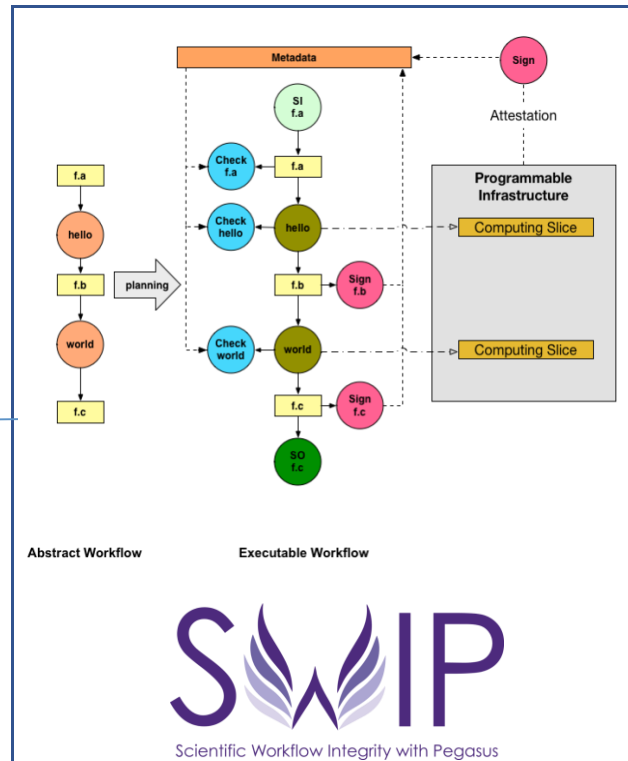 Metadata
Sign
Attestation
SI
f.a
f.a
Check
f.a
f.a
Programmable
Infrastructure
hello
Check
hello
hello
Computing Slice
f.b
planning
f.b
Sign
f.b
world
Check
world
world
Computing Slice
f.c
f.c
Sign
f.c
SO
f.c
Abstract Workflow
Executable Workflow
SWIP
Scientific Workflow Integrity with Pegasus